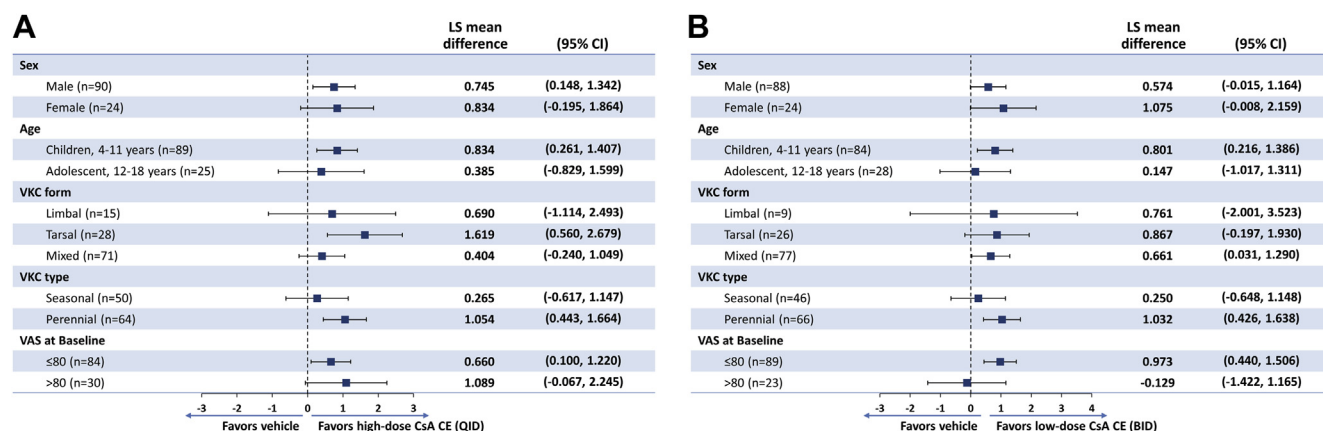 A
LS mean difference (95% CI)
Sex
Male (n=90) 0.745 (0.148, 1.342)
Female (n=24) 0.834 (-0.195, 1.864)
Age
Children, 4-11 years (n=89) 0.834 (0.261, 1.407)
Adolescent, 12-18 years (n=25) 0.385 (-0.829, 1.599)
VKC form
Limbal (n=15) 0.690 (-1.114, 2.493)
Tarsal (n=28) 1.619 (0.560, 2.679)
Mixed (n=71) 0.404 (-0.240, 1.049)
VKC type
Seasonal (n=50) 0.265 (-0.617, 1.147)
Perennial (n=64) 1.054 (0.443, 1.664)
VAS at Baseline
≤80 (n=84) 0.660 (0.100, 1.220)
>80 (n=30) 1.089 (-0.067, 2.245)
-3 -2 -1 0 1 2 3
Favors vehicle Favors high-dose CsA CE (QID)
B
LS mean difference (95% CI)
Sex
Male (n=88) 0.574 (-0.015, 1.164)
Female (n=24) 1.075 (-0.008, 2.159)
Age
Children, 4-11 years (n=84) 0.801 (0.216, 1.386)
Adolescent, 12-18 years (n=28) 0.147 (-1.017, 1.311)
VKC form
Limbal (n=9) 0.761 (-2.001, 3.523)
Tarsal (n=26) 0.867 (-0.197, 1.930)
Mixed (n=77) 0.661 (0.031, 1.290)
VKC type
Seasonal (n=46) 0.250 (-0.648, 1.148)
Perennial (n=66) 1.032 (0.426, 1.638)
VAS at Baseline
≤80 (n=89) 0.973 (0.440, 1.506)
>80 (n=23) -0.129 (-1.422, 1.165)
-3 -2 -1 0 1 2 3 4
Favors vehicle Favors low-dose CsA CE (BID)